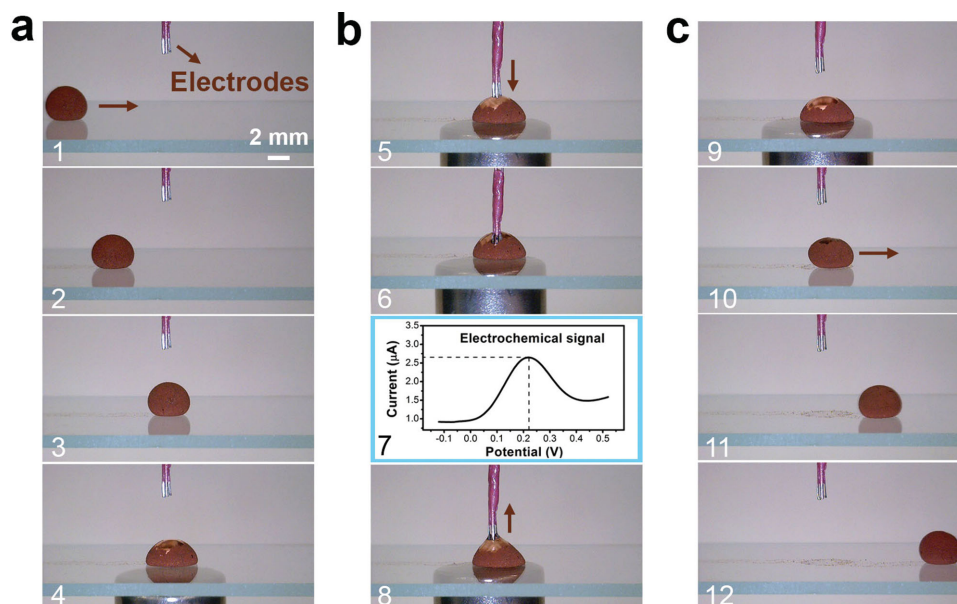 a
Electrodes
2 mm
1
2
3
4
b
5
6
Electrochemical signal
Current (μA)
3.5
3.0
2.5
2.0
1.5
1.0
-0.1 0.0 0.1 0.2 0.3 0.4 0.5
Potential (V)
7
8
c
9
10
11
12